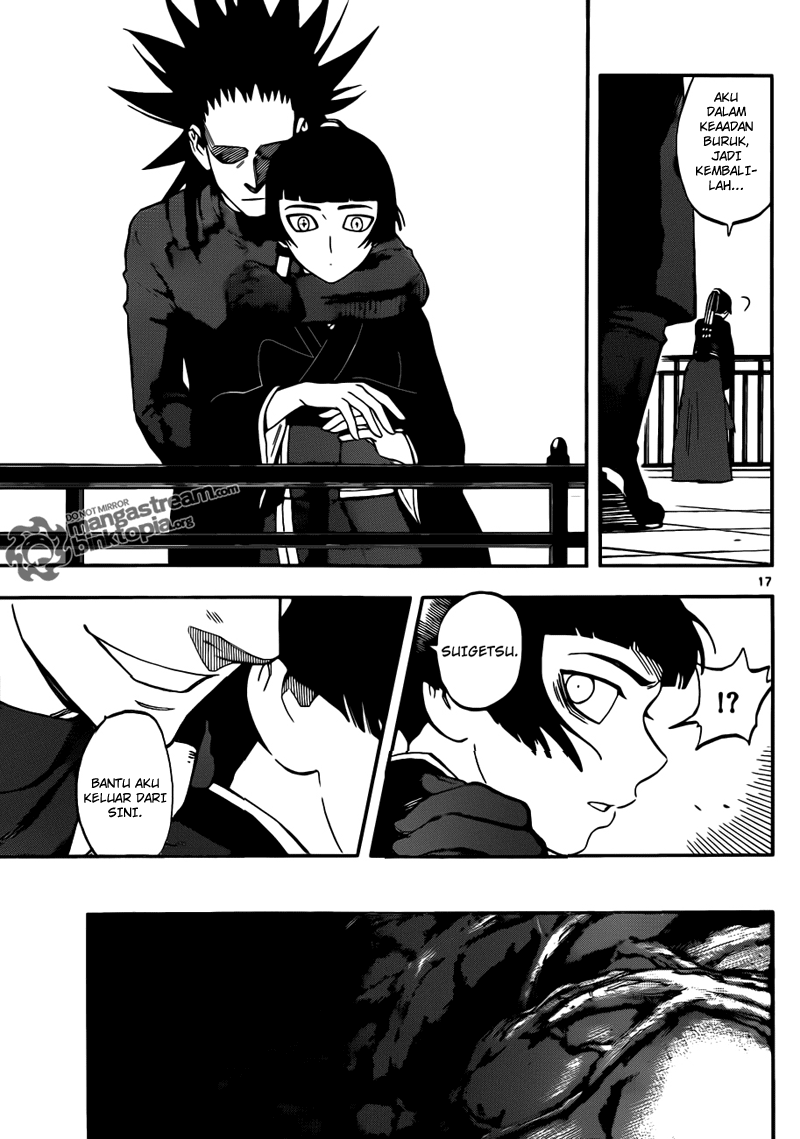 AKU
DALAM
KEAADAN
BURUK,
JADI
KEMBALI-
LAH...
DO NOT MIRROR
mangastream.com
binktopia.org
17
SUIGETSU.
!?
BANTU AKU
KELUAR DARI
SINI.